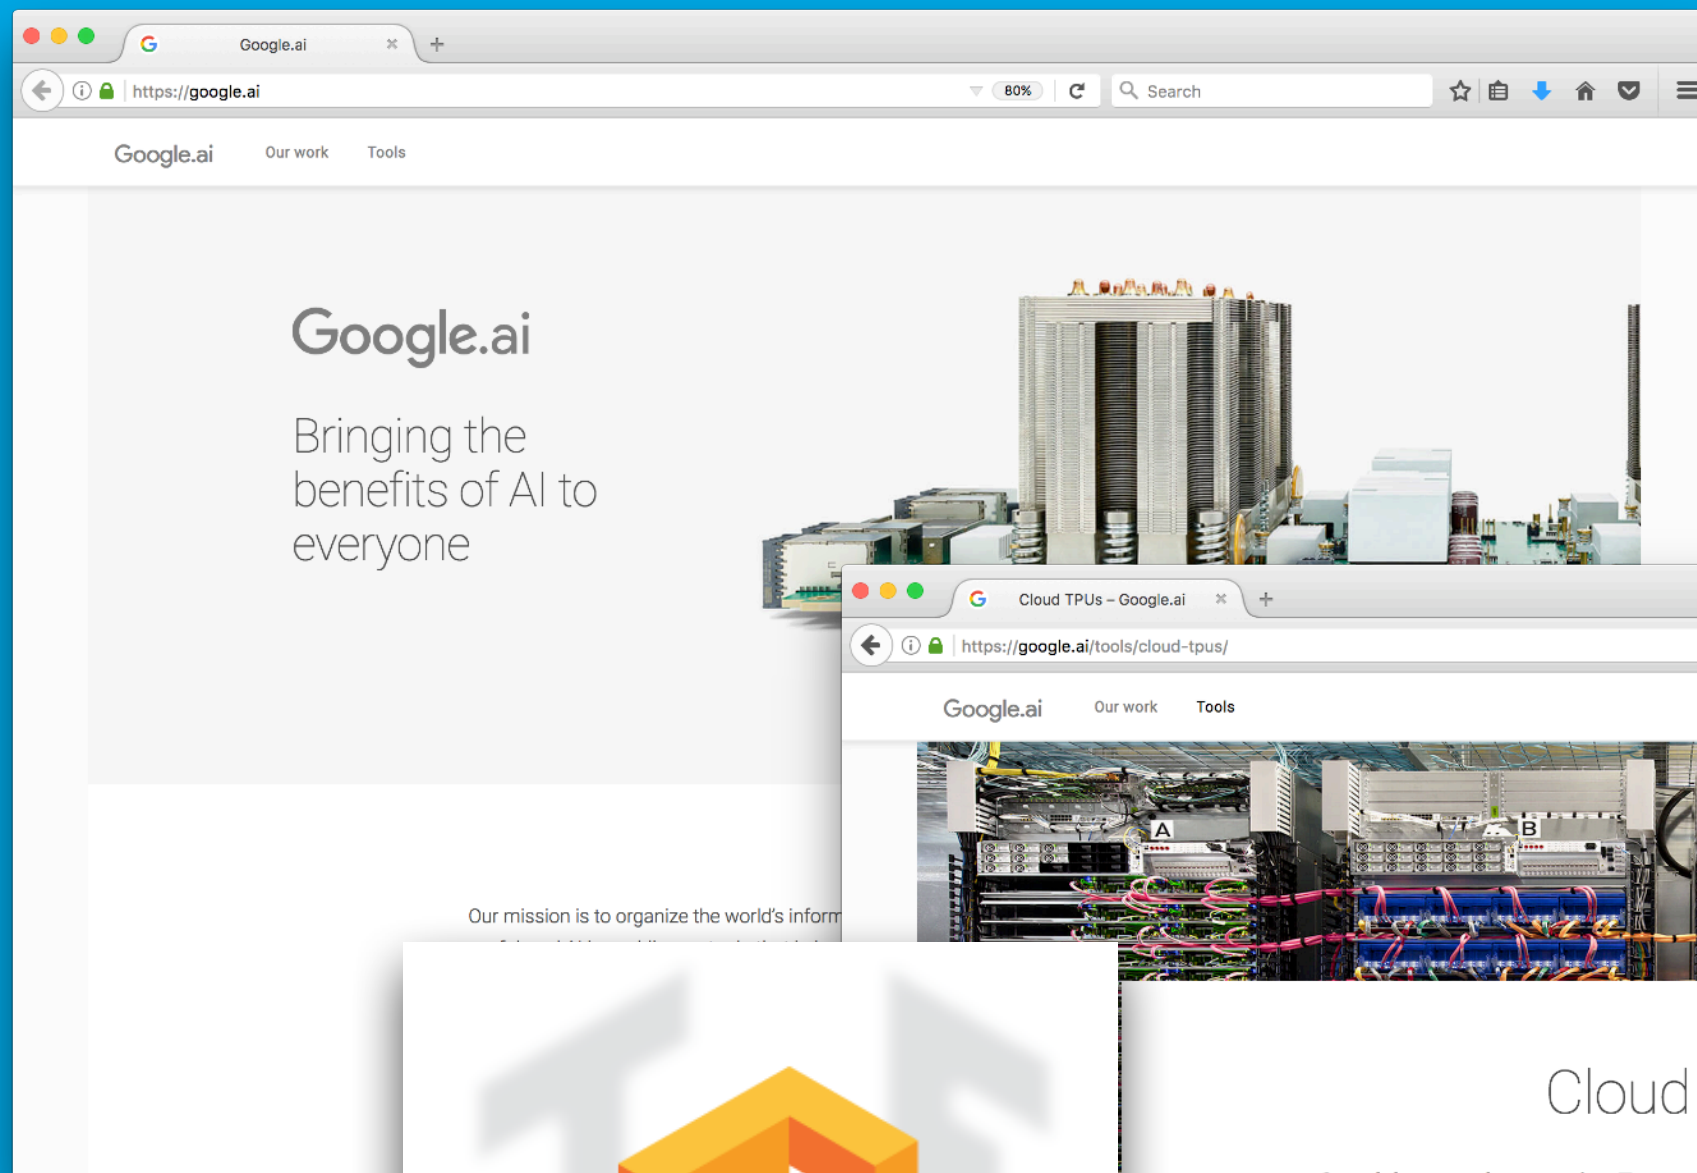 Google.ai
https://google.ai
80%
Search
Google.ai
Our work
Tools
Google.ai
Bringing the
benefits of AI to
everyone
Cloud TPUs – Google.ai
https://google.ai/tools/cloud-tpus/
Google.ai
Our work
Tools
A
B
Our mission is to organize the world's inform
Cloud